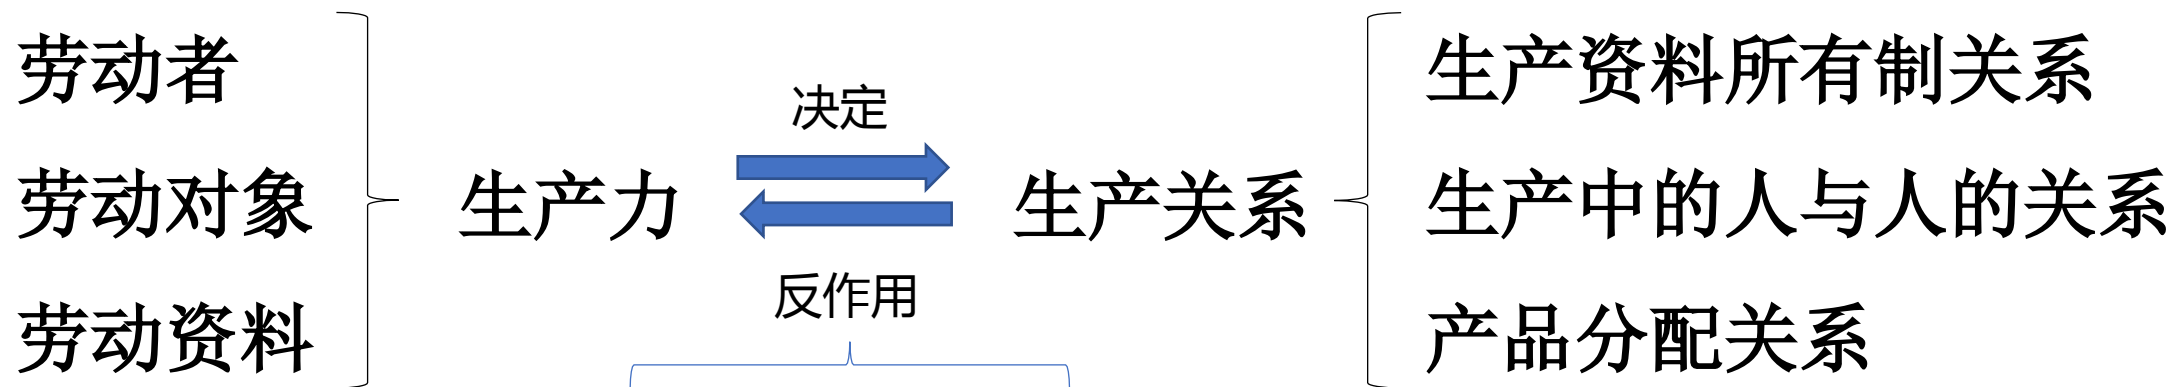 劳动者
劳动对象
劳动资料
生产力
决定
反作用
生产关系
生产资料所有制关系
生产中的人与人的关系
产品分配关系